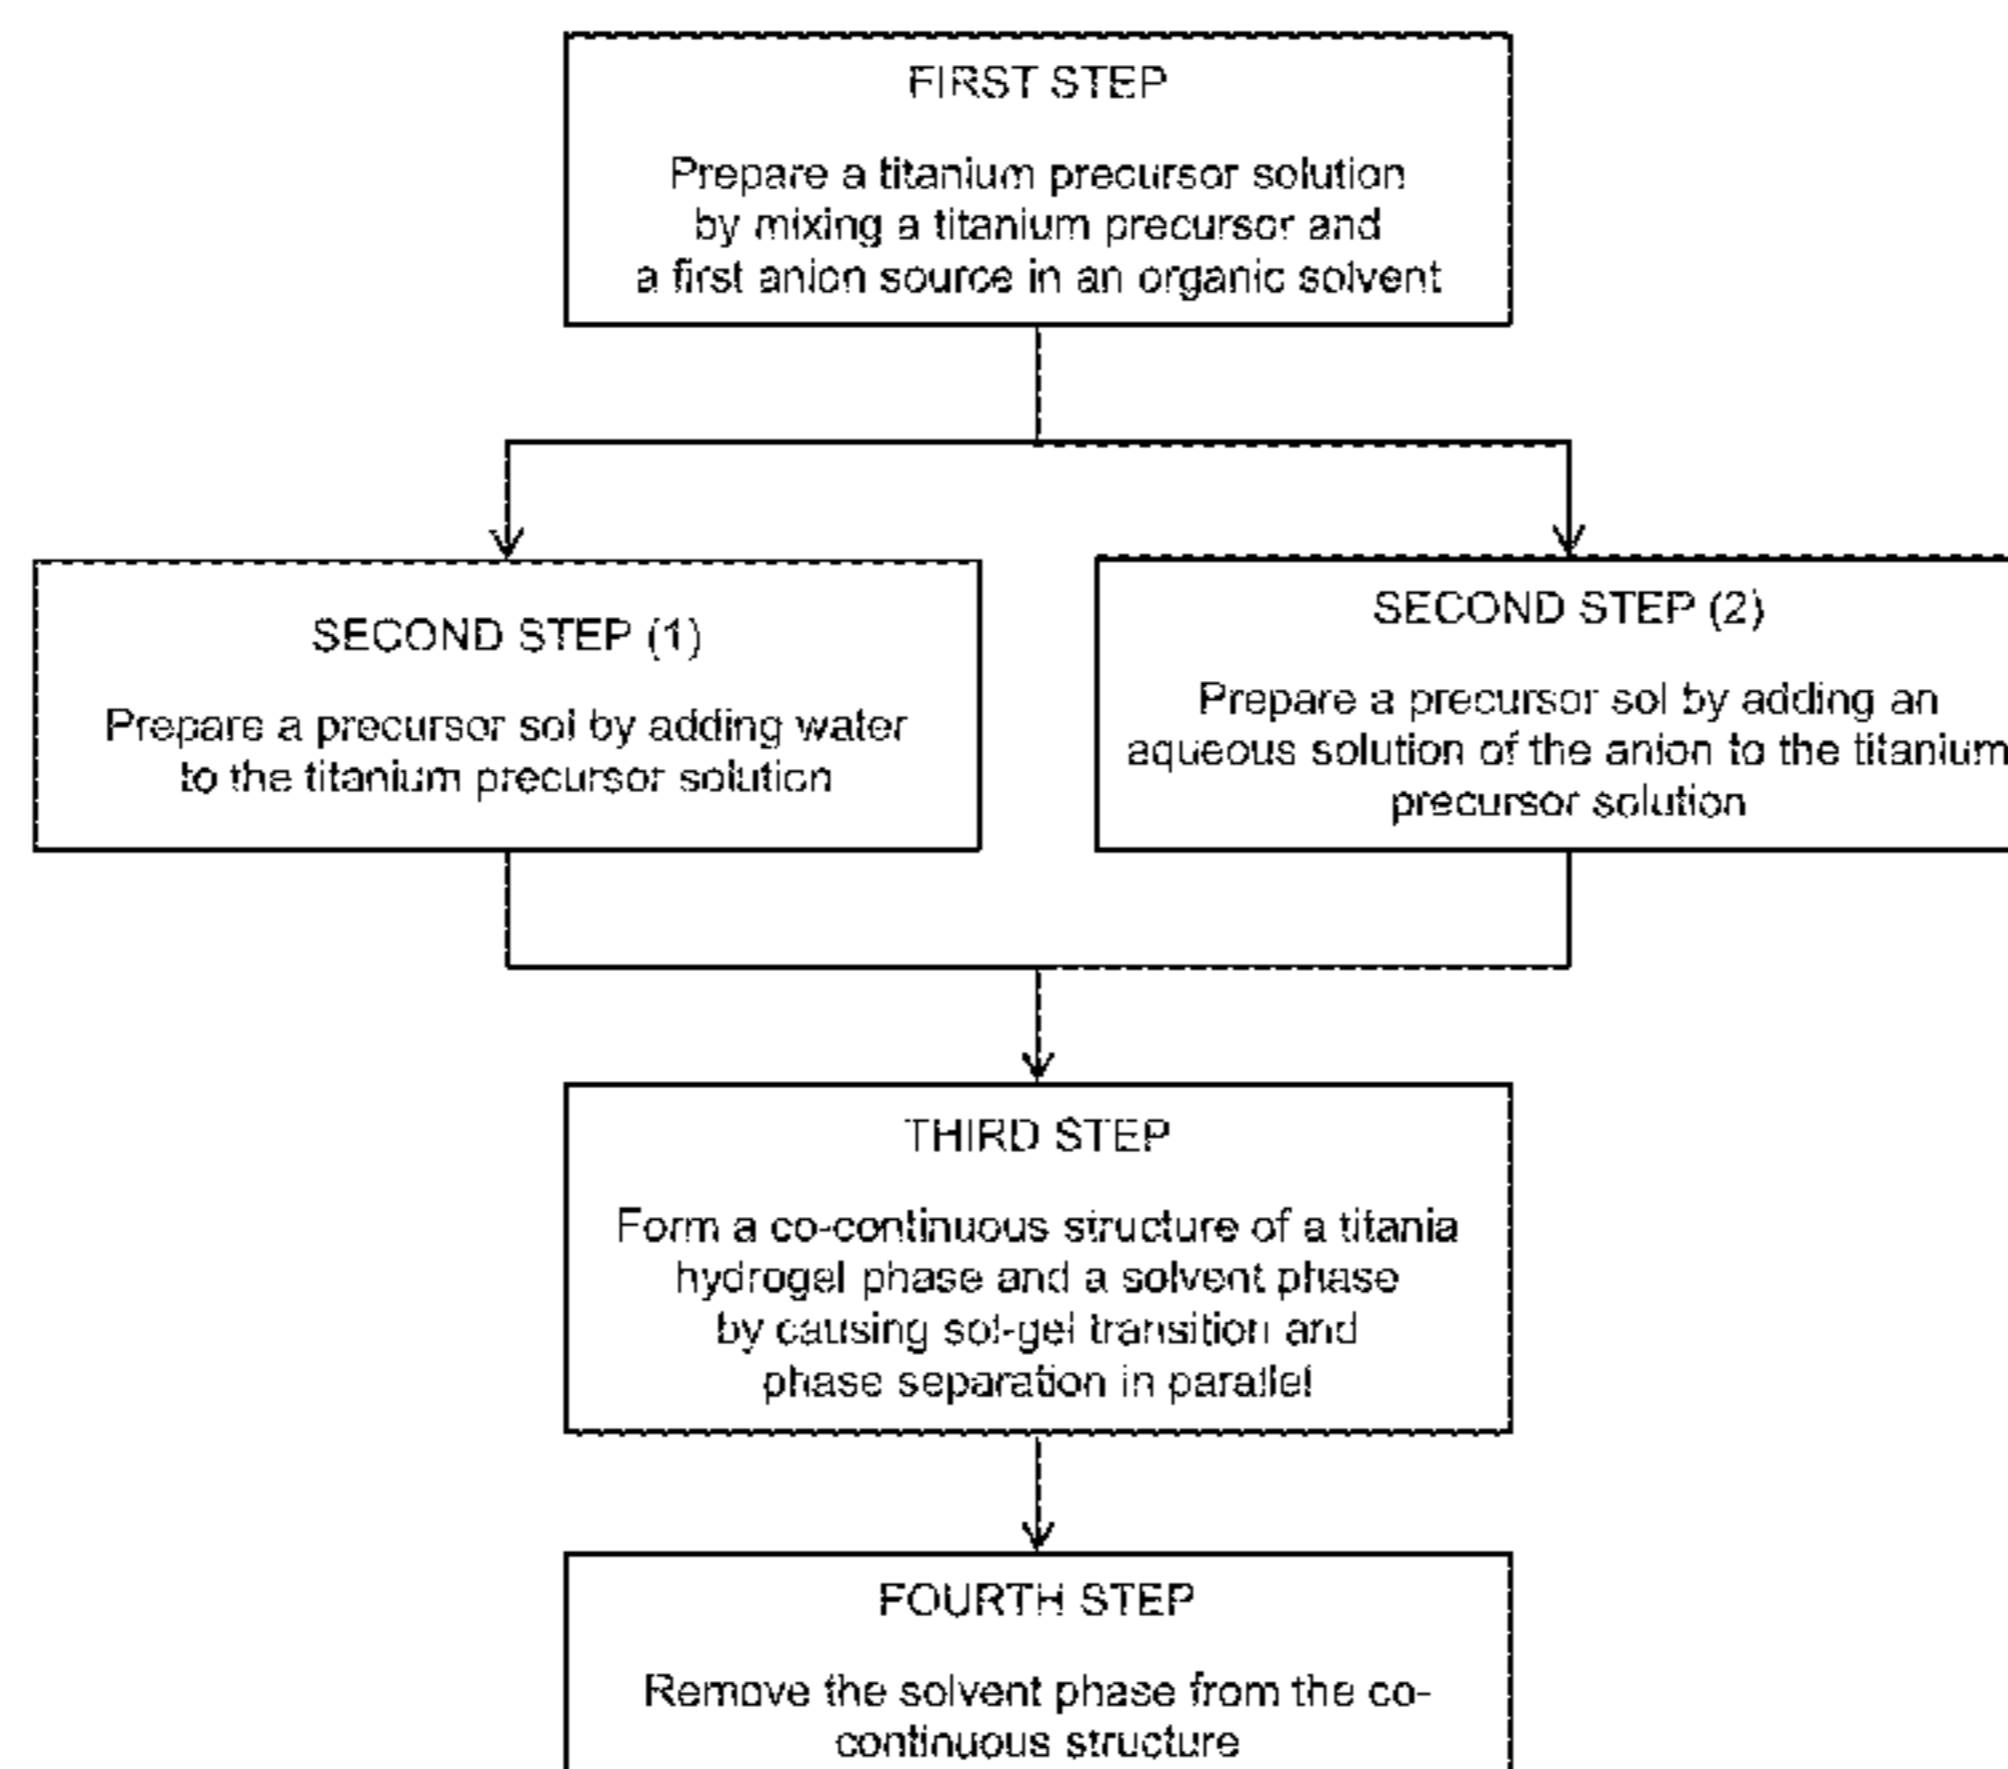 FIRST STEP
Prepare a titanium precursor solution
by mixing a titanium precursor and
a first anion source in an organic solvent
SECOND STEP (1)
Prepare a precursor sol by adding water
to the titanium precursor solution
SECOND STEP (2)
Prepare a precursor sol by adding an
aqueous solution of the anion to the titanium
precursor solution
THIRD STEP
Form a co-continuous structure of a titania
hydrogel phase and a solvent phase
by causing sol-gel transition and
phase separation in parallel
FOURTH STEP
Remove the solvent phase from the co-
continuous structure